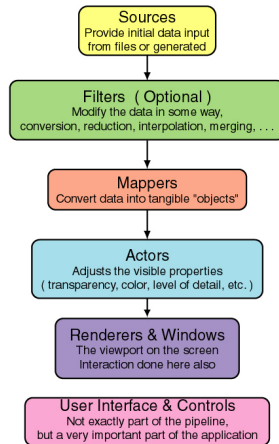 Sources
Provide initial data input
from files or generated
Filters ( Optional )
Modify the data in some way,
conversion, reduction, interpolation, merging, . . .
Mappers
Convert data into tangible "objects"
Actors
Adjusts the visible properties
( transparency, color, level of detail, etc. )
Renderers & Windows
The viewport on the screen
Interaction done here also
User Interface & Controls
Not exactly part of the pipeline,
but a very important part of the application